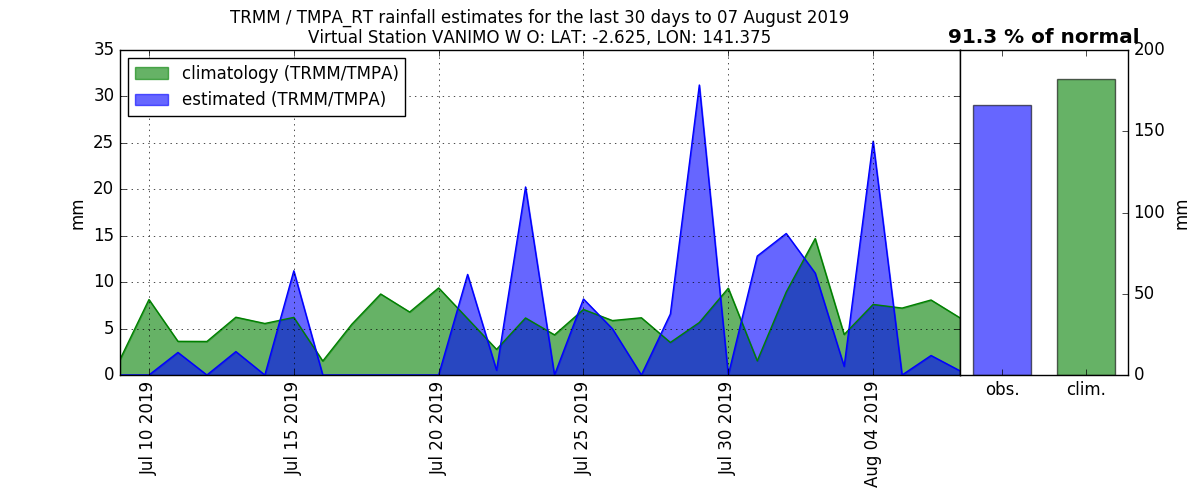 TRMM / TMPA_RT rainfall estimates for the last 30 days to 07 August 2019
Virtual Station VANIMO W O: LAT: -2.625, LON: 141.375
91.3 % of normal
climatology (TRMM/TMPA)
estimated (TRMM/TMPA)
35
30
25
20
15
10
5
0
mm
Jul 10 2019
Jul 15 2019
Jul 20 2019
Jul 25 2019
Jul 30 2019
Aug 04 2019
obs.
clim.
200
150
100
50
0
mm